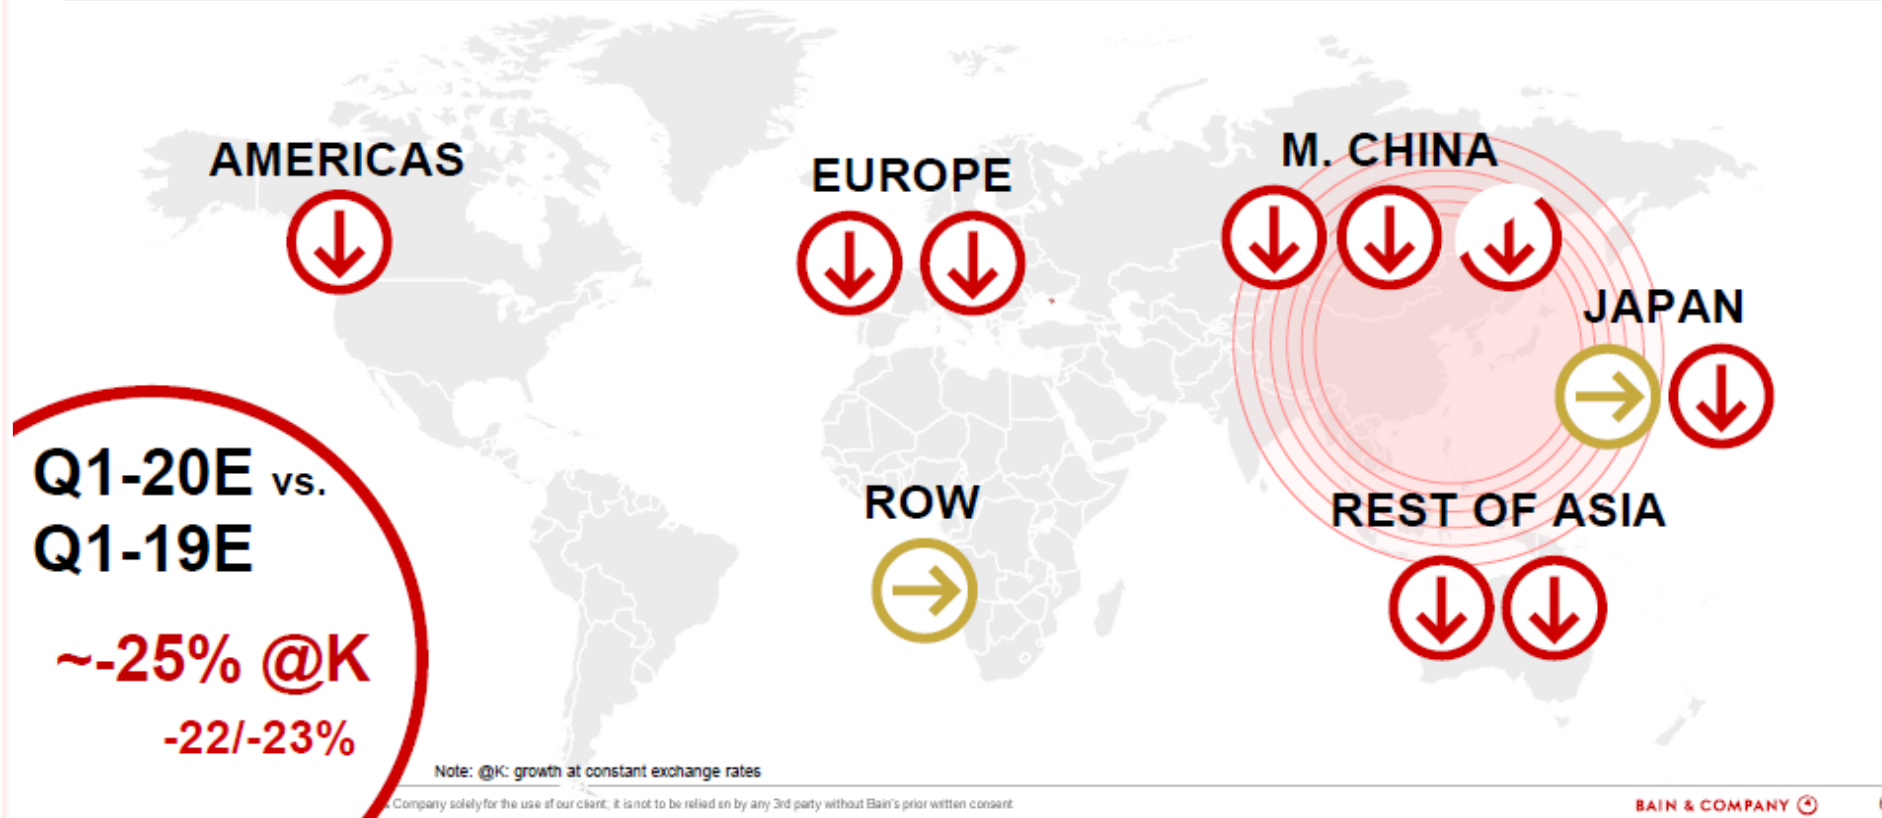 AMERICAS
EUROPE
M. CHINA
JAPAN
ROW
REST OF ASIA
Q1-20E vs.
Q1-19E
~-25% @K
-22/-23%
Note: @K: growth at constant exchange rates
Company solely for the use of our client; it is not to be relied on by any 3rd party without Bain's prior written consent
BAIN & COMPANY